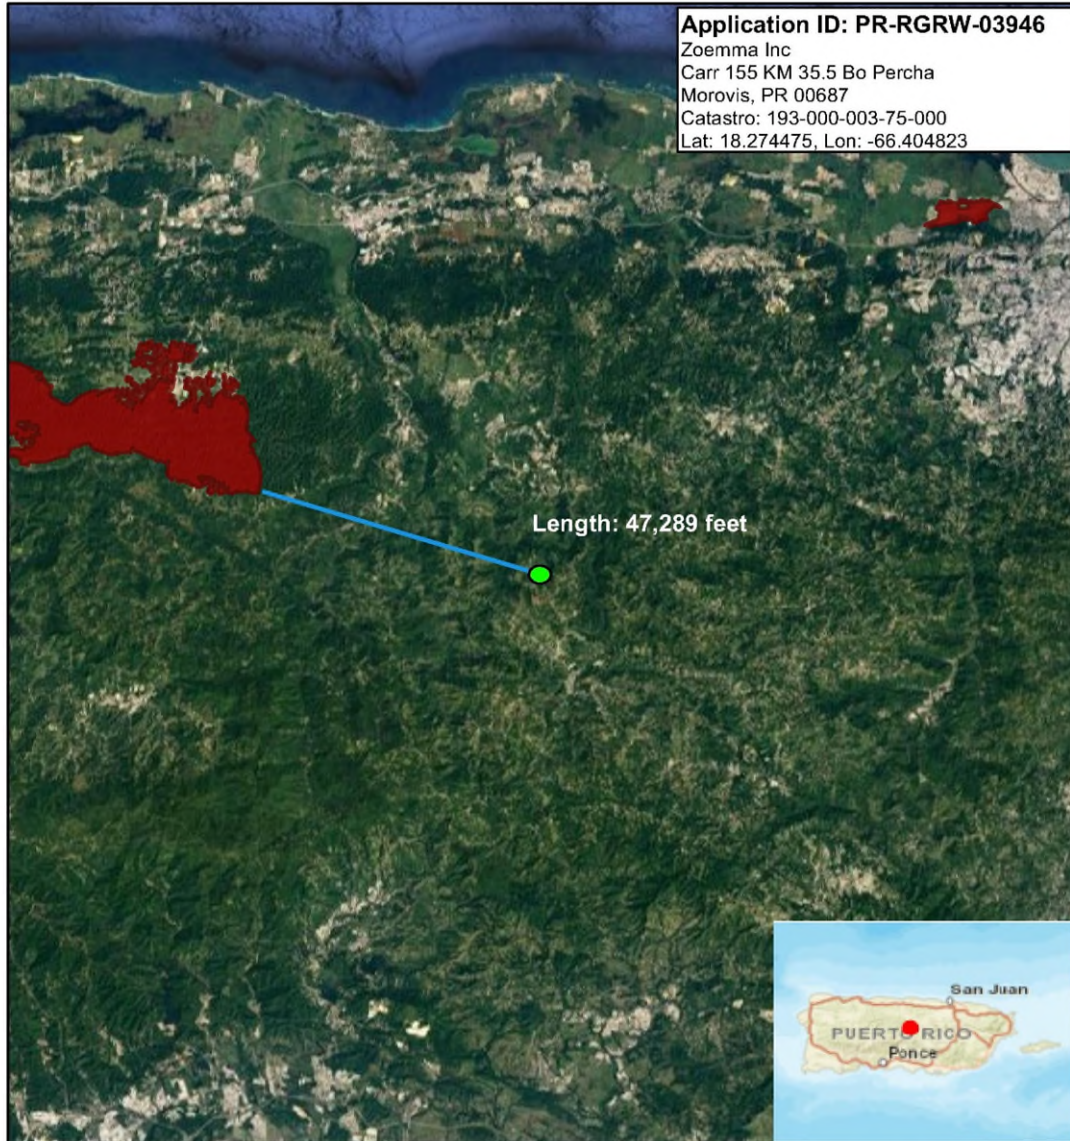 Application ID: PR-RGRW-03946
Zoemma Inc
Carr 155 KM 35.5 Bo Percha
Morovis, PR 00687
Catastro: 193-000-003-75-000
Lat: 18.274475, Lon: -66.404823
Length: 47,289 feet
San Juan
PUERTO RICO
Ponce